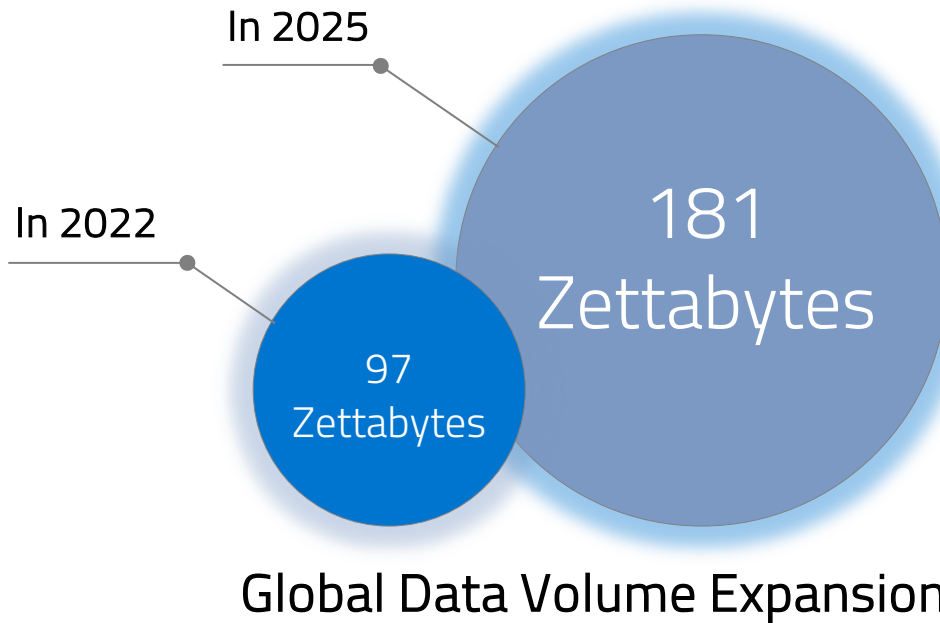 In 2025
In 2022
181
Zettabytes
97
Zettabytes
Global Data Volume Expansion